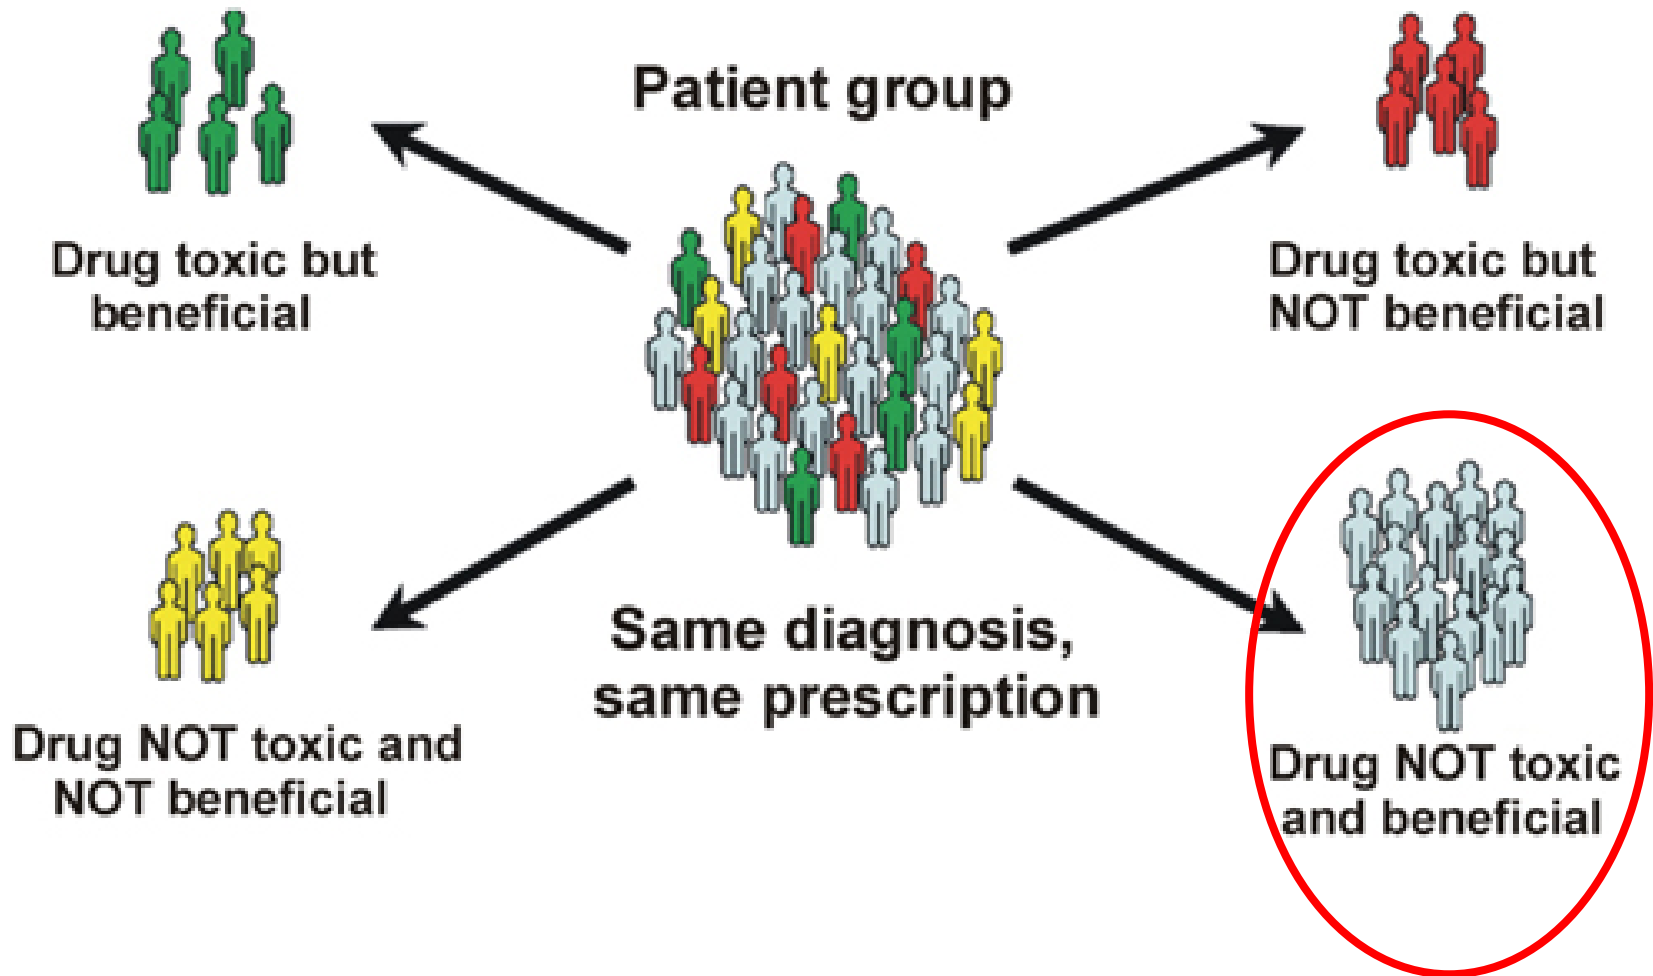 Patient group
Drug toxic but
beneficial
Drug toxic but
NOT beneficial
Same diagnosis,
same prescription
Drug NOT toxic and
NOT beneficial
Drug NOT toxic
and beneficial